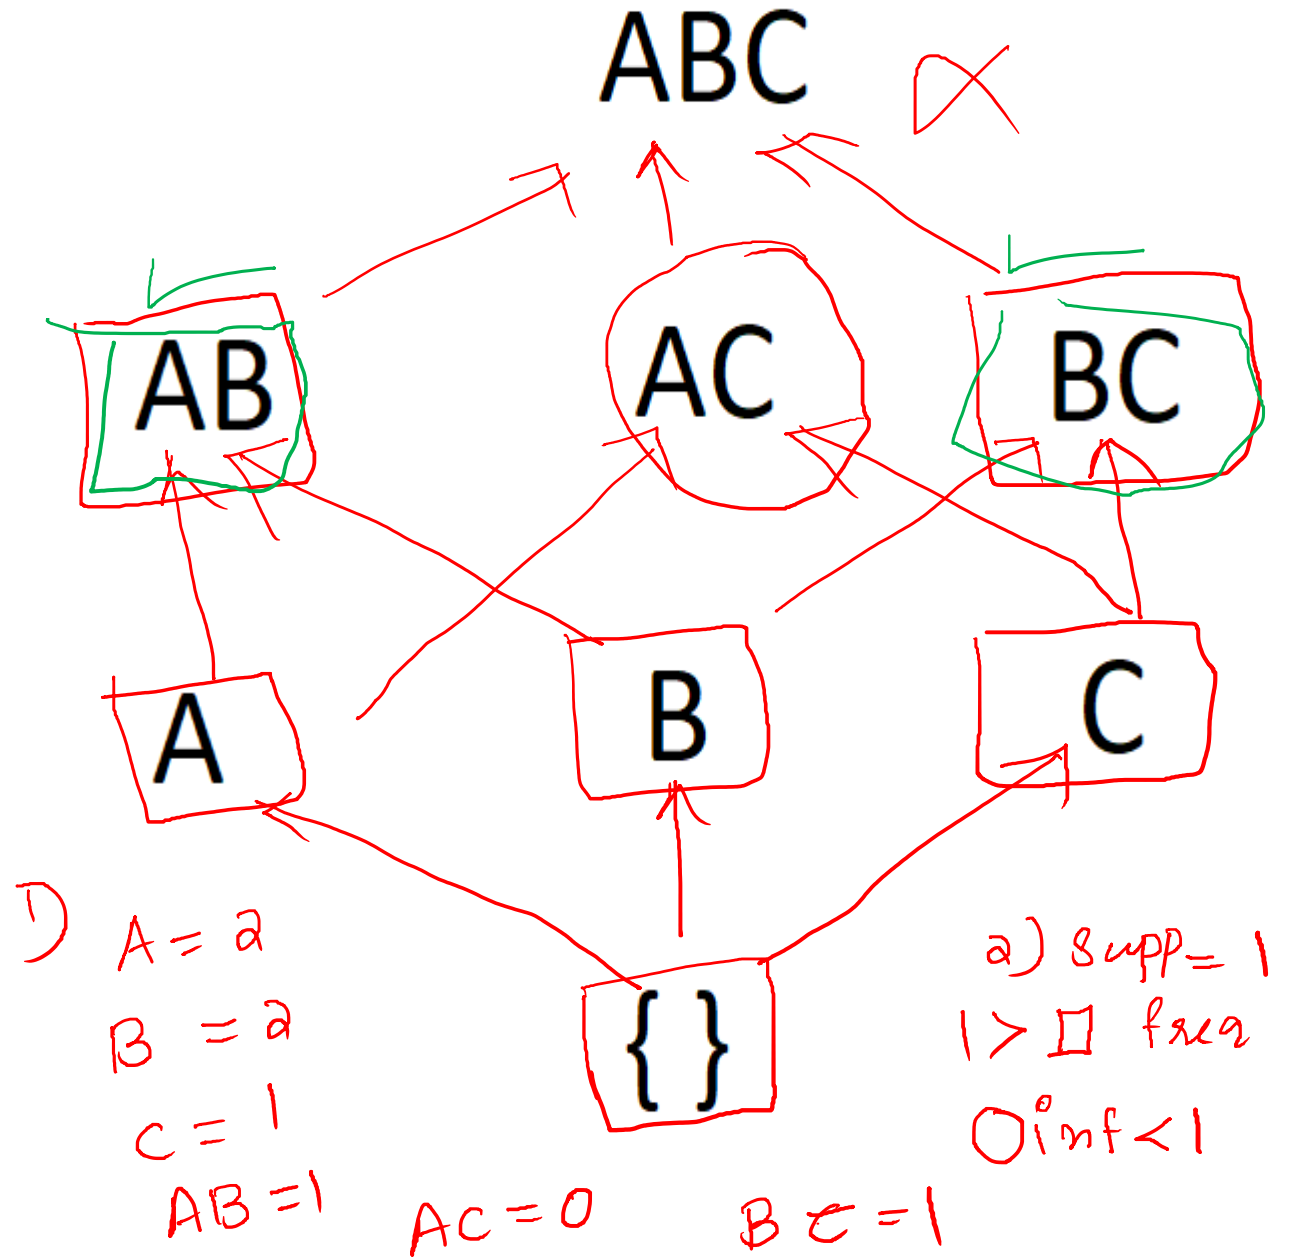 ABC
AB AC BC
A B C
{ }
1) A = 2
B = 2
C = 1
AB = 1 AC = 0 BC = 1
2) Supp = 1
1 > □ freq
○ inf < 1